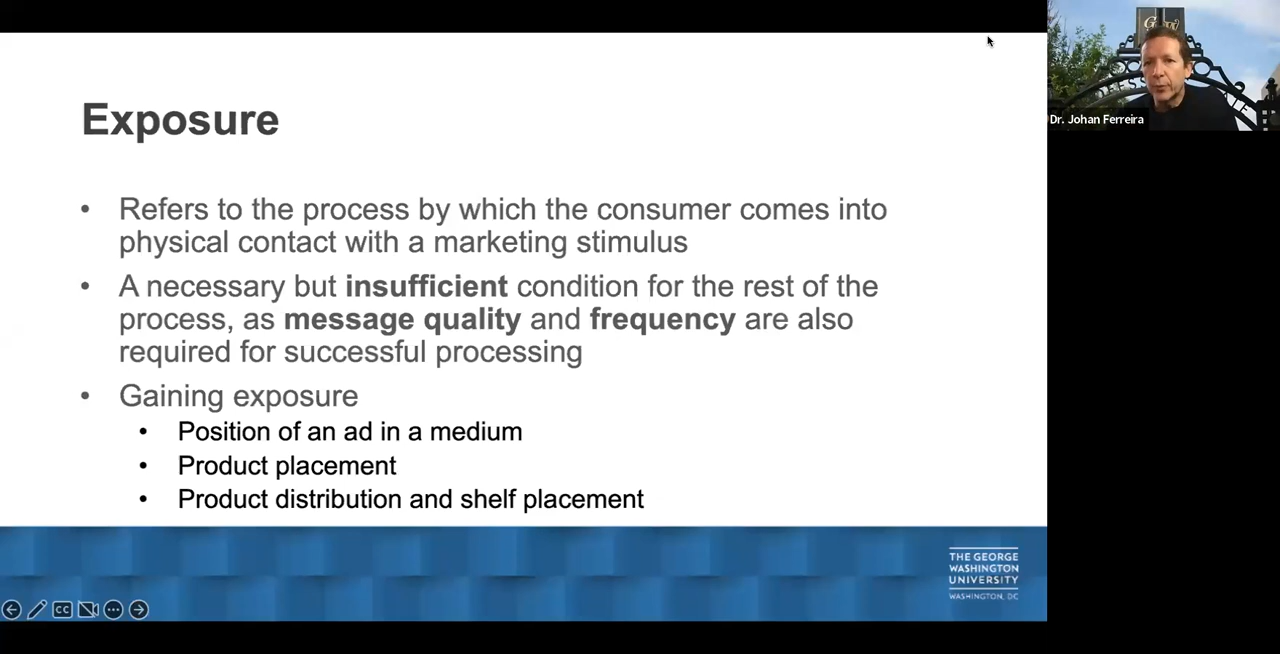 Exposure
• Refers to the process by which the consumer comes into
physical contact with a marketing stimulus
• A necessary but insufficient condition for the rest of the
process, as message quality and frequency are also
required for successful processing
• Gaining exposure
• Position of an ad in a medium
• Product placement
• Product distribution and shelf placement
THE GEORGE
WASHINGTON
UNIVERSITY
WASHINGTON, DC
CC
Dr. Johan Ferreira